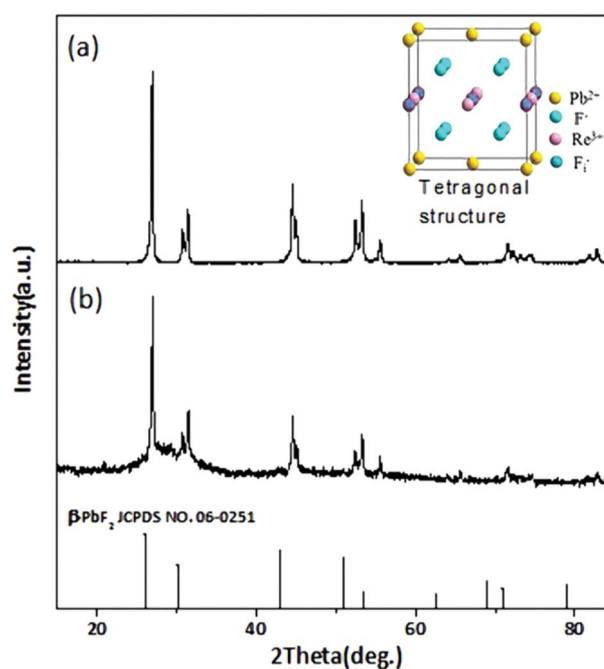 (a)
Pb²⁺
F⁻
Re³⁺
Fᵢ⁻
Tetragonal
structure
(b)
Intensity(a.u.)
β-PbF₂ JCPDS NO. 06-0251
20 40 60 80
2Theta(deg.)